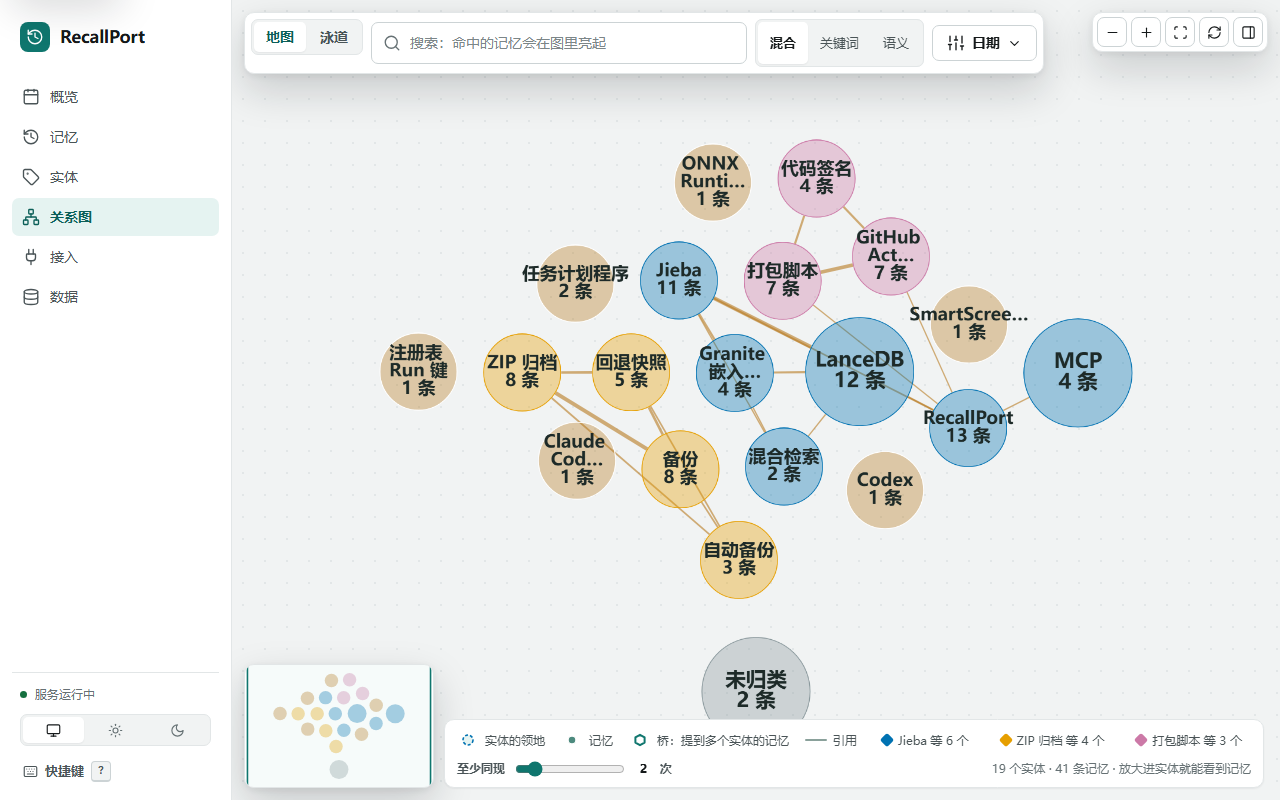 RecallPort
概览
记忆
实体
关系图
接入
数据
服务运行中
快捷键 ?
地图 泳道 搜索：命中的记忆会在图里亮起 混合 关键词 语义 日期
ONNX
Runti...
1 条
代码签名
4 条
GitHub
Act...
7 条
任务计划程序
2 条
Jieba
11 条
打包脚本
7 条
SmartScree...
1 条
注册表
Run 键
1 条
ZIP 归档
8 条
回退快照
5 条
Granite
嵌入...
4 条
LanceDB
12 条
MCP
4 条
RecallPort
13 条
Claude
Cod...
1 条
备份
8 条
混合检索
2 条
Codex
1 条
自动备份
3 条
未归类
2 条
实体的领地 记忆 桥：提到多个实体的记忆 引用 Jieba 等 6 个 ZIP 归档 等 4 个 打包脚本 等 3 个
至少同现 2 次 19 个实体 · 41 条记忆 · 放大进实体就能看到记忆